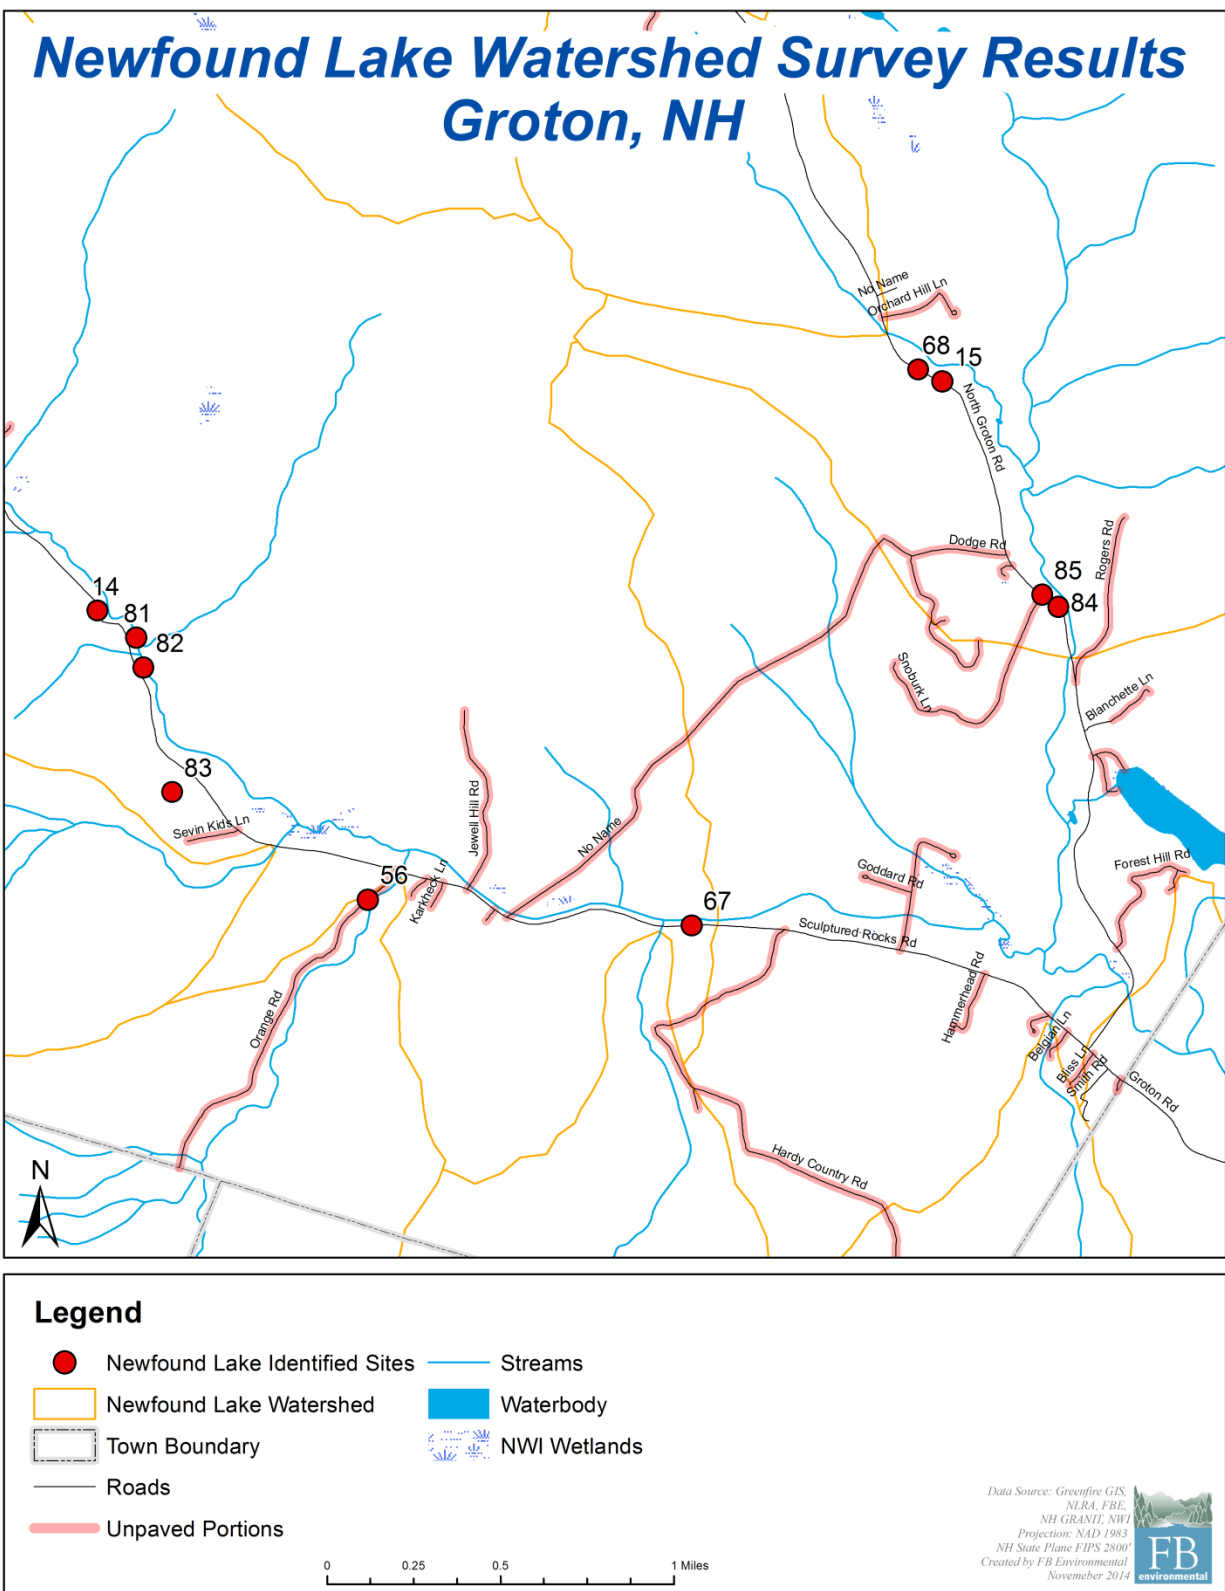 Newfound Lake Watershed Survey Results
Groton, NH
No Name
Orchard Hill Ln
68
15
North Groton Rd
Dodge Rd
Rogers Rd
85
84
14
81
82
Snoburk Ln
Blanchette Ln
83
Sevin Kids Ln
Jewell Hill Rd
No Name
Forest Hill Rd
56
Karkheck Ln
Goddard Rd
67
Sculptured Rocks Rd
Hammerhead Rd
Orange Rd
Belgian Ln
Bliss Ln
Smith Rd
Groton Rd
Hardy Country Rd
N
Legend
Newfound Lake Identified Sites
Streams
Newfound Lake Watershed
Waterbody
Town Boundary
NWI Wetlands
Roads
Unpaved Portions
0 0.25 0.5 1 Miles
Data Source: Greenfire GIS,
NLRA, FBE,
NH GRANIT, NWI
Projection: NAD 1983
NH State Plane FIPS 2800'
Created by FB Environmental
Novemeber 2014
FB
environmental